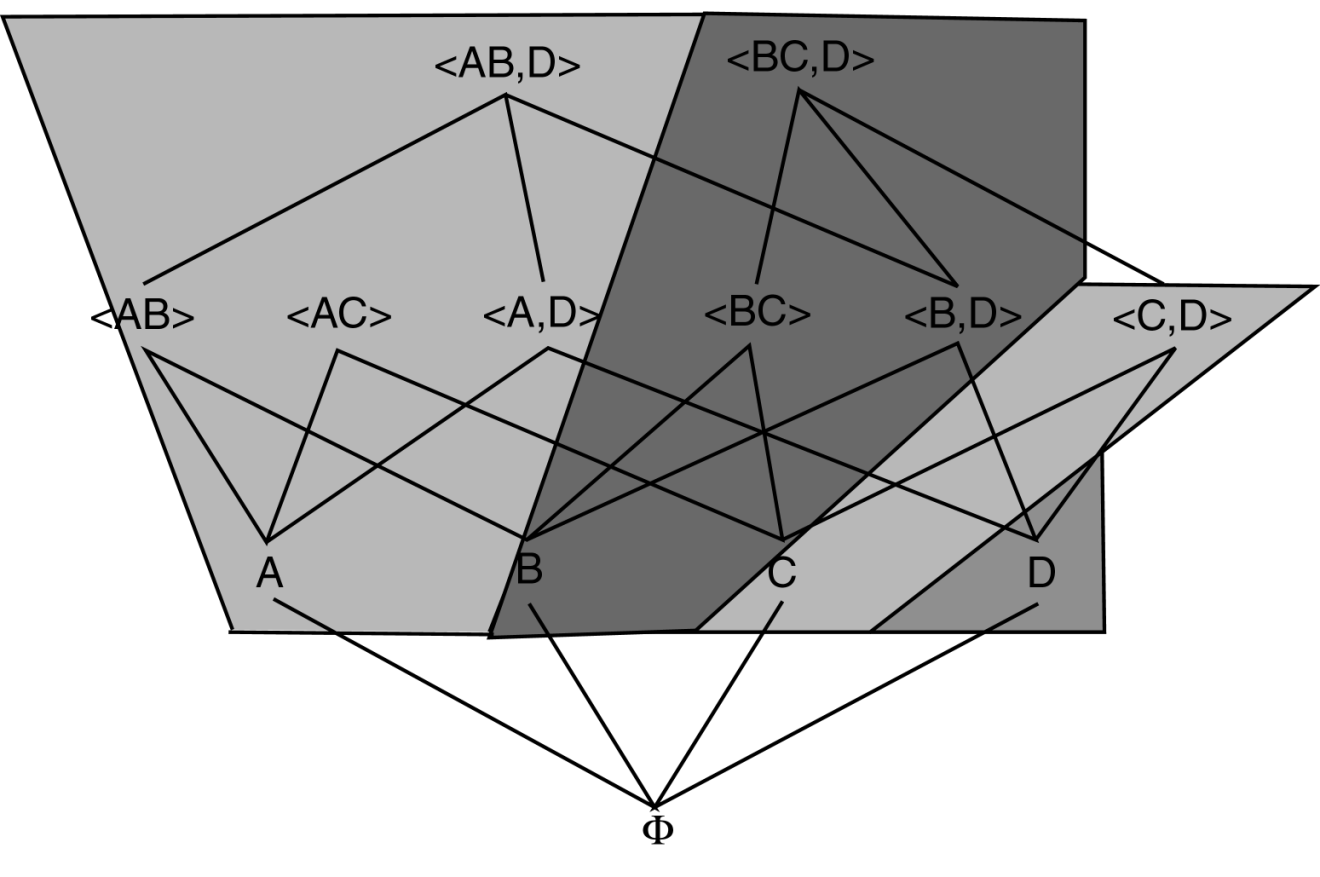 <AB,D> <BC,D>
<AB> <AC> <A,D> <BC> <B,D> <C,D>
A B C D
Φ